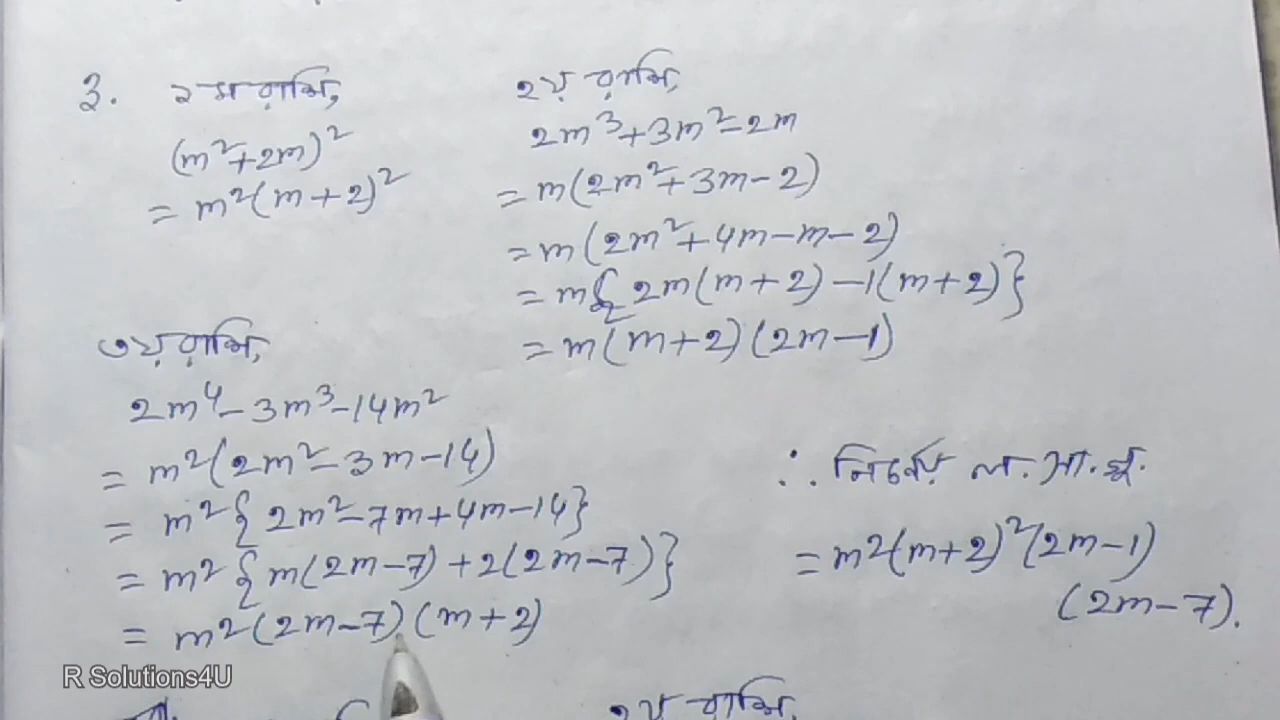 3. ১ম রাশি,
(m²+2m)²
= m²(m+2)²
২য় রাশি,
2m³+3m²-2m
= m(2m²+3m-2)
= m(2m²+4m-m-2)
= m{2m(m+2)-1(m+2)}
= m(m+2)(2m-1)
৩য় রাশি,
2m⁴-3m³-14m²
= m²(2m²-3m-14)
= m²{2m²-7m+4m-14}
= m²{m(2m-7)+2(2m-7)}
= m²(2m-7)(m+2)
∴ নির্ণেয় ল.সা.গু.
= m²(m+2)²(2m-1)
(2m-7).
R Solutions4U
২য় রাশি,